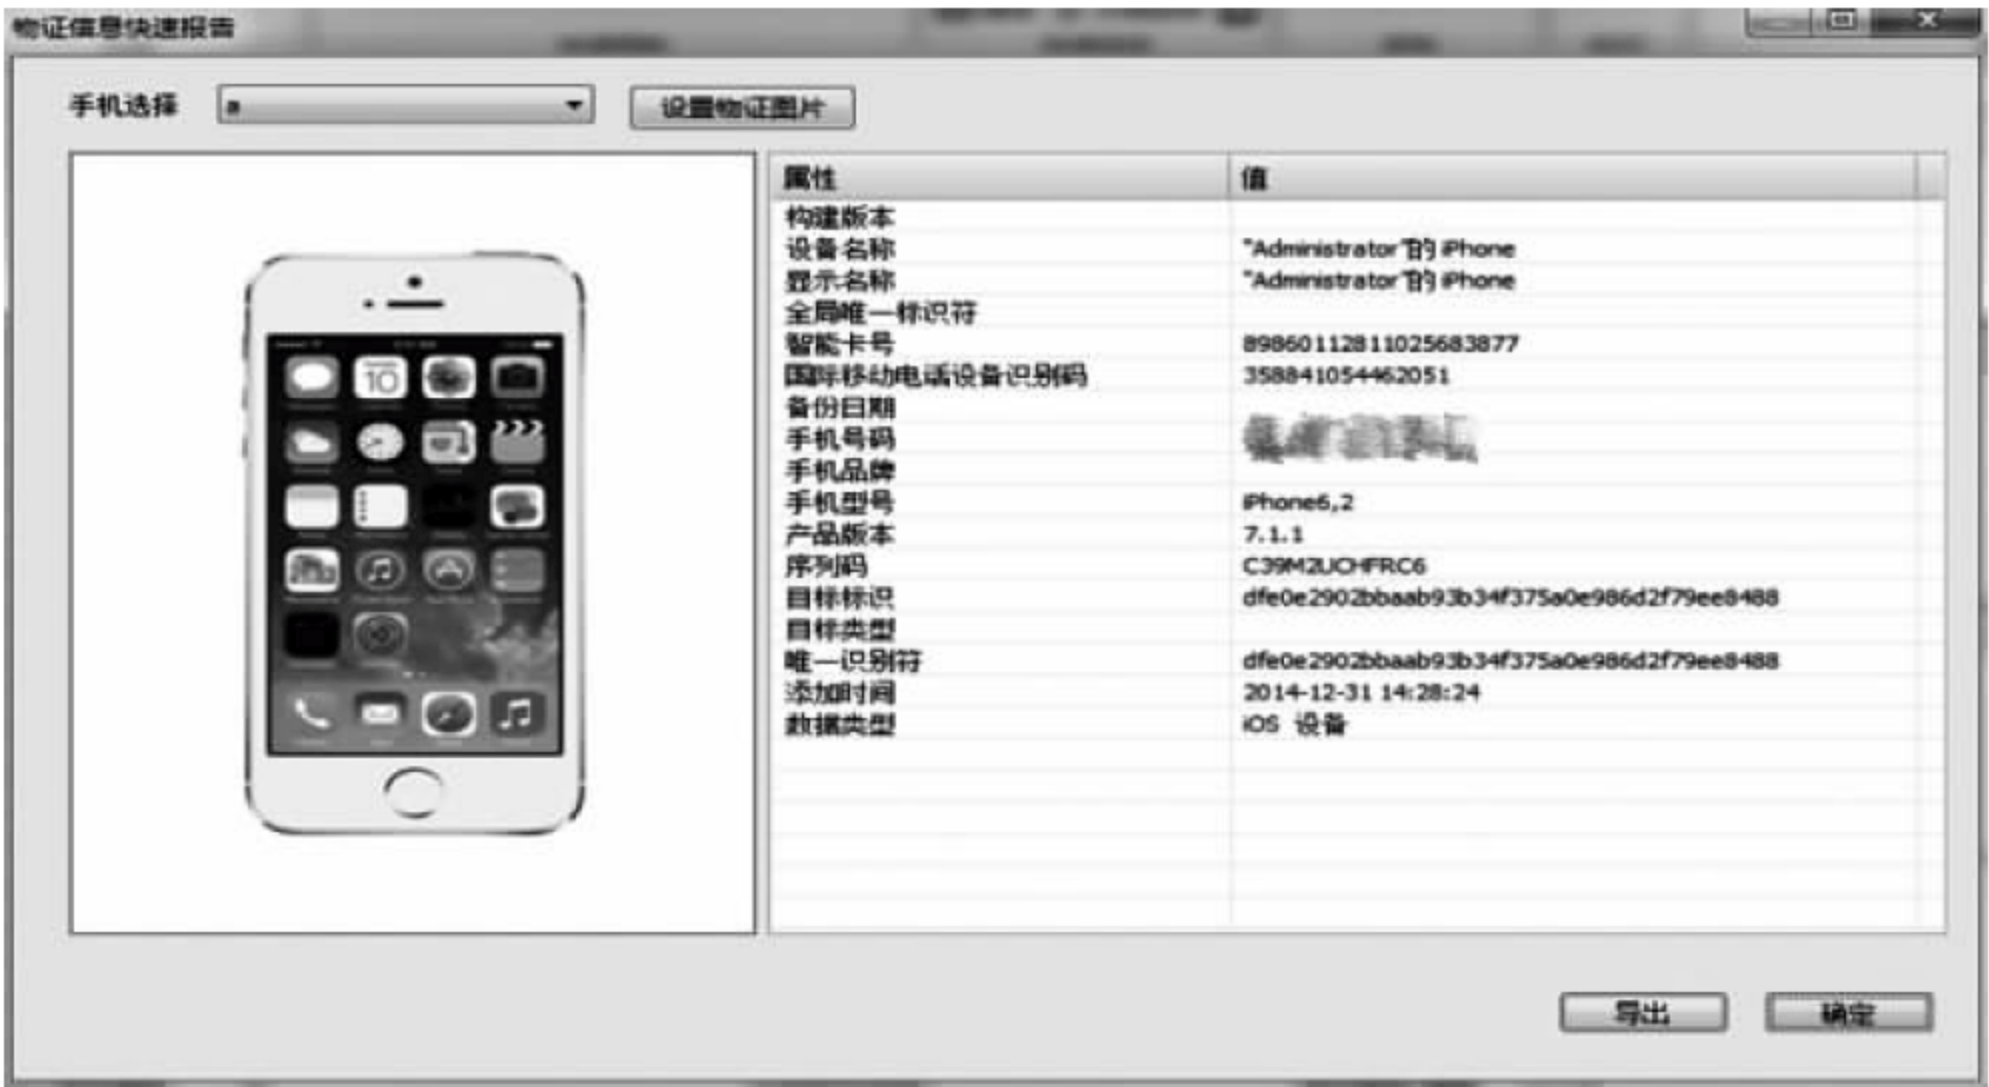 物证信息快速报告
手机选择 a 设置物证图片
属性 值
构建版本
设备名称 "Administrator"的 iPhone
显示名称 "Administrator"的 iPhone
全局唯一标识符
智能卡号 89860112811025683877
国际移动电话设备识别码 358841054462051
备份日期
手机号码
手机品牌
手机型号 iPhone6,2
产品版本 7.1.1
序列码 C39M2UCHFRC6
目标标识 dfe0e2902bbaab93b34f375a0e986d2f79ee8488
目标类型
唯一识别符 dfe0e2902bbaab93b34f375a0e986d2f79ee8488
添加时间 2014-12-31 14:28:24
数据类型 iOS 设备
10
导出 确定